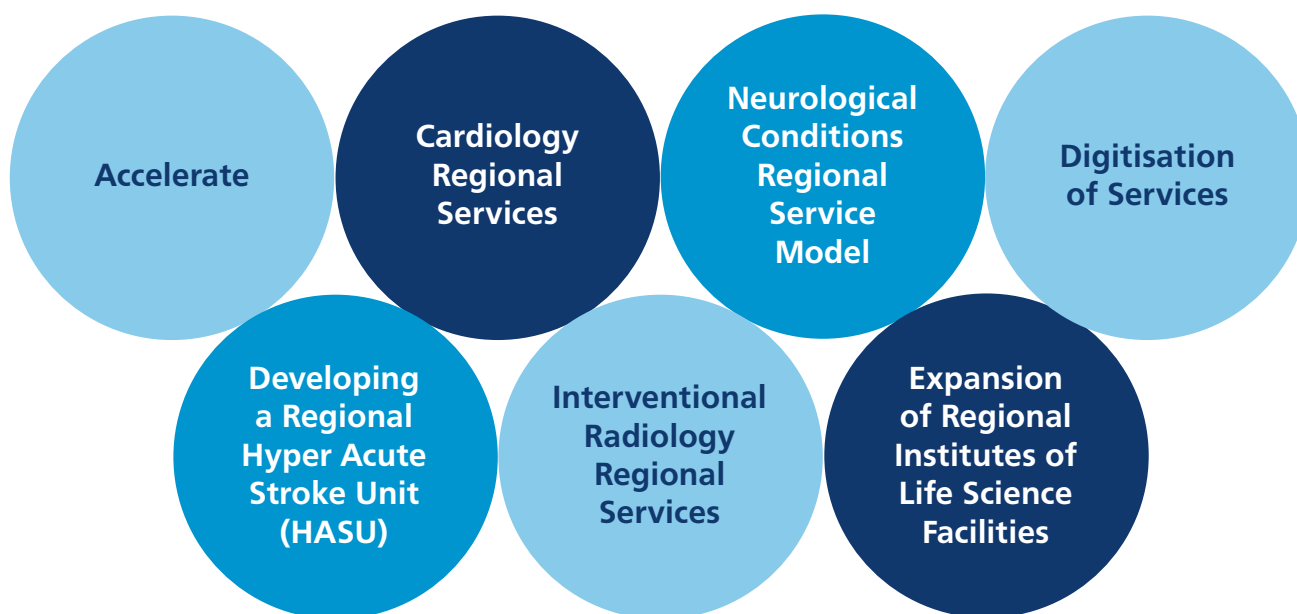 Accelerate
Cardiology
Regional
Services
Neurological
Conditions
Regional
Service
Model
Digitisation
of Services
Developing
a Regional
Hyper Acute
Stroke Unit
(HASU)
Interventional
Radiology
Regional
Services
Expansion
of Regional
Institutes of
Life Science
Facilities